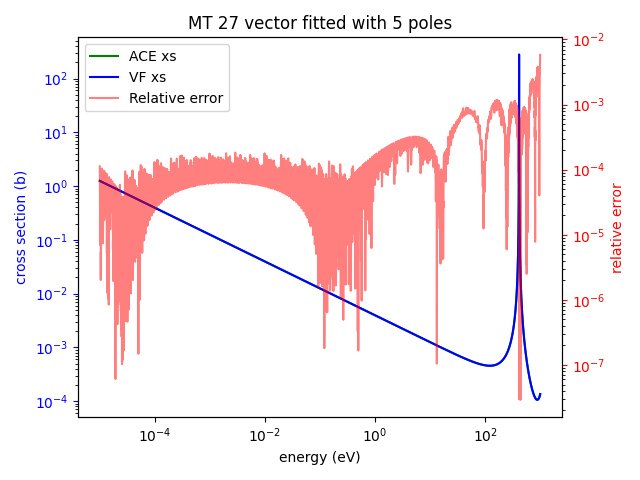 MT 27 vector fitted with 5 poles
ACE xs
VF xs
Relative error
cross section (b)
10^2
10^1
10^0
10^-1
10^-2
10^-3
10^-4
10^-2
10^-3
10^-4
10^-5
10^-6
10^-7
relative error
10^-4
10^-2
10^0
10^2
energy (eV)